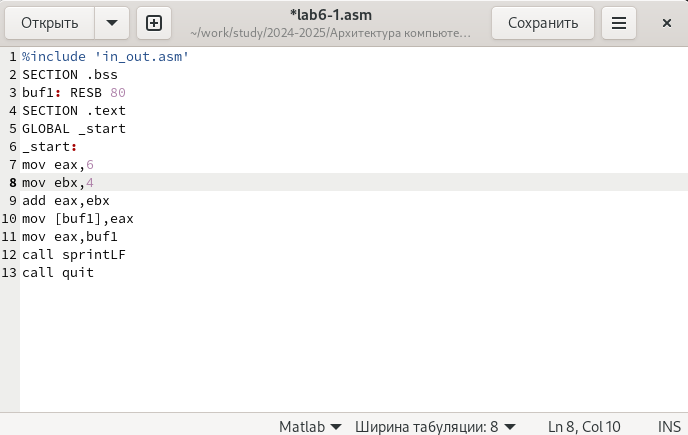 Открыть
*lab6-1.asm
~/work/study/2024-2025/Архитектура компьюте…
Сохранить
1 %include 'in_out.asm'
2 SECTION .bss
3 buf1: RESB 80
4 SECTION .text
5 GLOBAL _start
6 _start:
7 mov eax,6
8 mov ebx,4
9 add eax,ebx
10 mov [buf1],eax
11 mov eax,buf1
12 call sprintLF
13 call quit
Matlab Ширина табуляции: 8 Ln 8, Col 10 INS